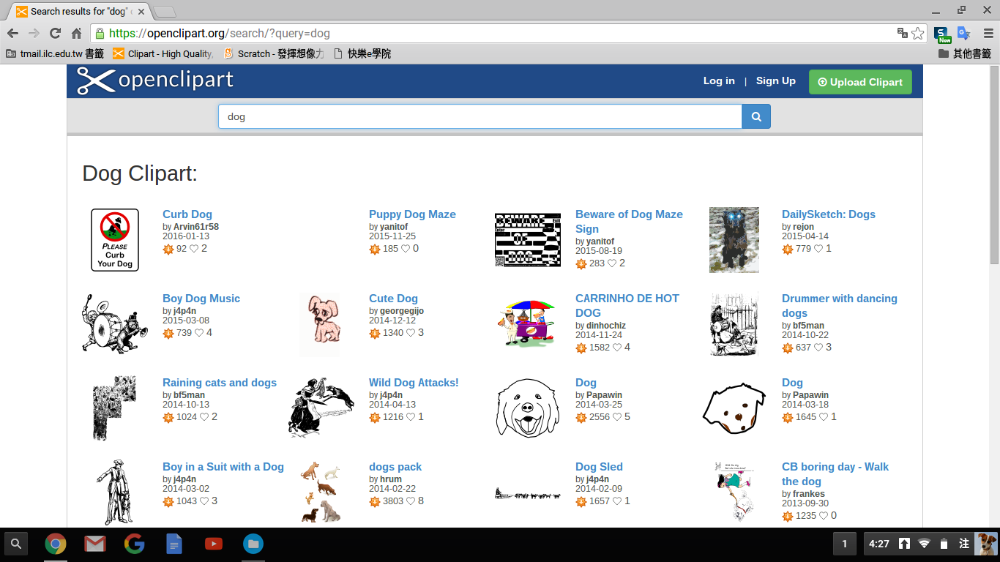 Search results for "dog"
https://openclipart.org/search/?query=dog
New
tmail.ilc.edu.tw 書籤
Clipart - High Quality,
Scratch - 發揮想像力
快樂e學院
其他書籤
openclipart
Log in | Sign Up
Upload Clipart
dog
Dog Clipart:
PLEASE
Curb
Your Dog
Curb Dog
by Arvin61r58
2016-01-13
92 2
Puppy Dog Maze
by yanitof
2015-11-25
185 0
BEWARE
Exit
Enter
OF
DOG
Beware of Dog Maze
Sign
by yanitof
2015-08-19
283 2
DailySketch: Dogs
by rejon
2015-04-14
779 1
Boy Dog Music
by j4p4n
2015-03-08
739 4
Cute Dog
by georgegijo
2014-12-12
1340 3
CARRINHO DE HOT
DOG
by dinhochiz
2014-11-24
1582 4
Drummer with dancing
dogs
by bf5man
2014-10-22
637 3
Raining cats and dogs
by bf5man
2014-10-13
1024 2
Wild Dog Attacks!
by j4p4n
2014-04-13
1216 1
Dog
by Papawin
2014-03-25
2556 5
Dog
by Papawin
2014-03-18
1645 1
Boy in a Suit with a Dog
by j4p4n
2014-03-02
1043 3
dogs pack
by hrum
2014-02-22
3803 8
Dog Sled
by j4p4n
2014-02-09
1657 1
CB boring day - Walk
the dog
by frankes
2013-09-30
1235 0
1
4:27
注